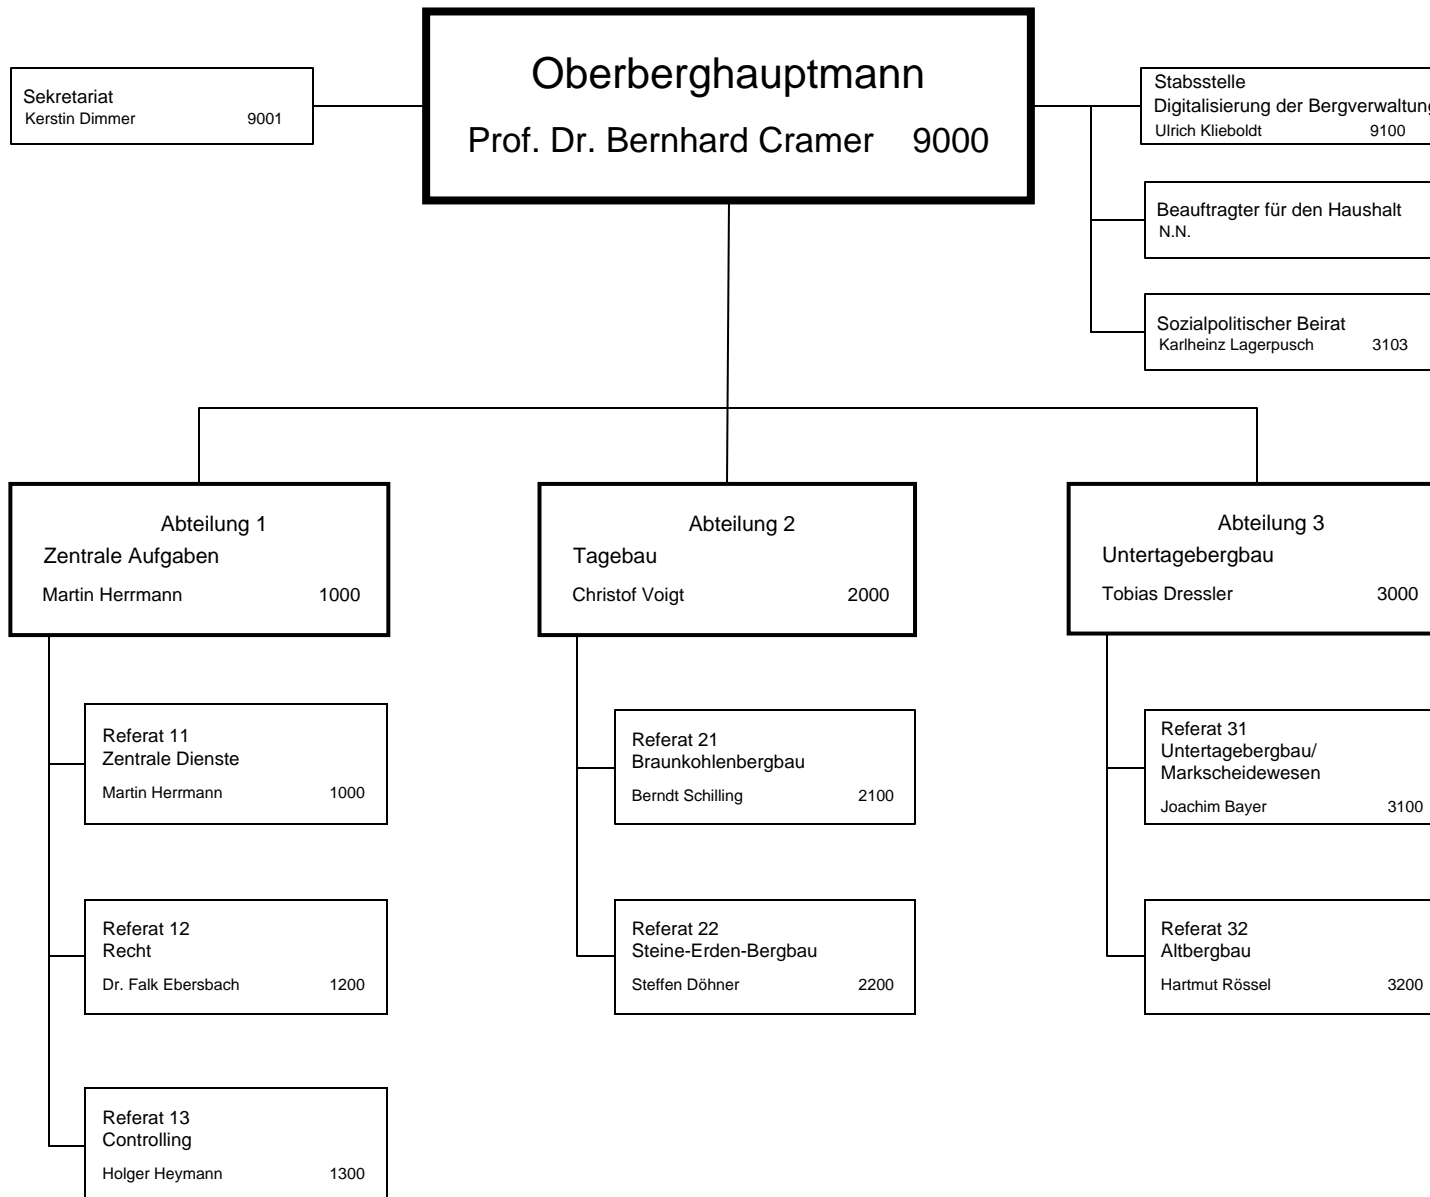 Oberberghauptmann
Prof. Dr. Bernhard Cramer 9000
Sekretariat
Kerstin Dimmer 9001
Stabsstelle
Digitalisierung der Bergverwaltung
Ulrich Klieboldt 9100
Beauftragter für den Haushalt
N.N.
Sozialpolitischer Beirat
Karlheinz Lagerpusch 3103
Abteilung 1
Zentrale Aufgaben
Martin Herrmann 1000
Referat 11
Zentrale Dienste
Martin Herrmann 1000
Referat 12
Recht
Dr. Falk Ebersbach 1200
Referat 13
Controlling
Holger Heymann 1300
Abteilung 2
Tagebau
Christof Voigt 2000
Referat 21
Braunkohlenbergbau
Berndt Schilling 2100
Referat 22
Steine-Erden-Bergbau
Steffen Döhner 2200
Abteilung 3
Untertagebergbau
Tobias Dressler 3000
Referat 31
Untertagebergbau/
Markscheidewesen
Joachim Bayer 3100
Referat 32
Altbergbau
Hartmut Rössel 3200